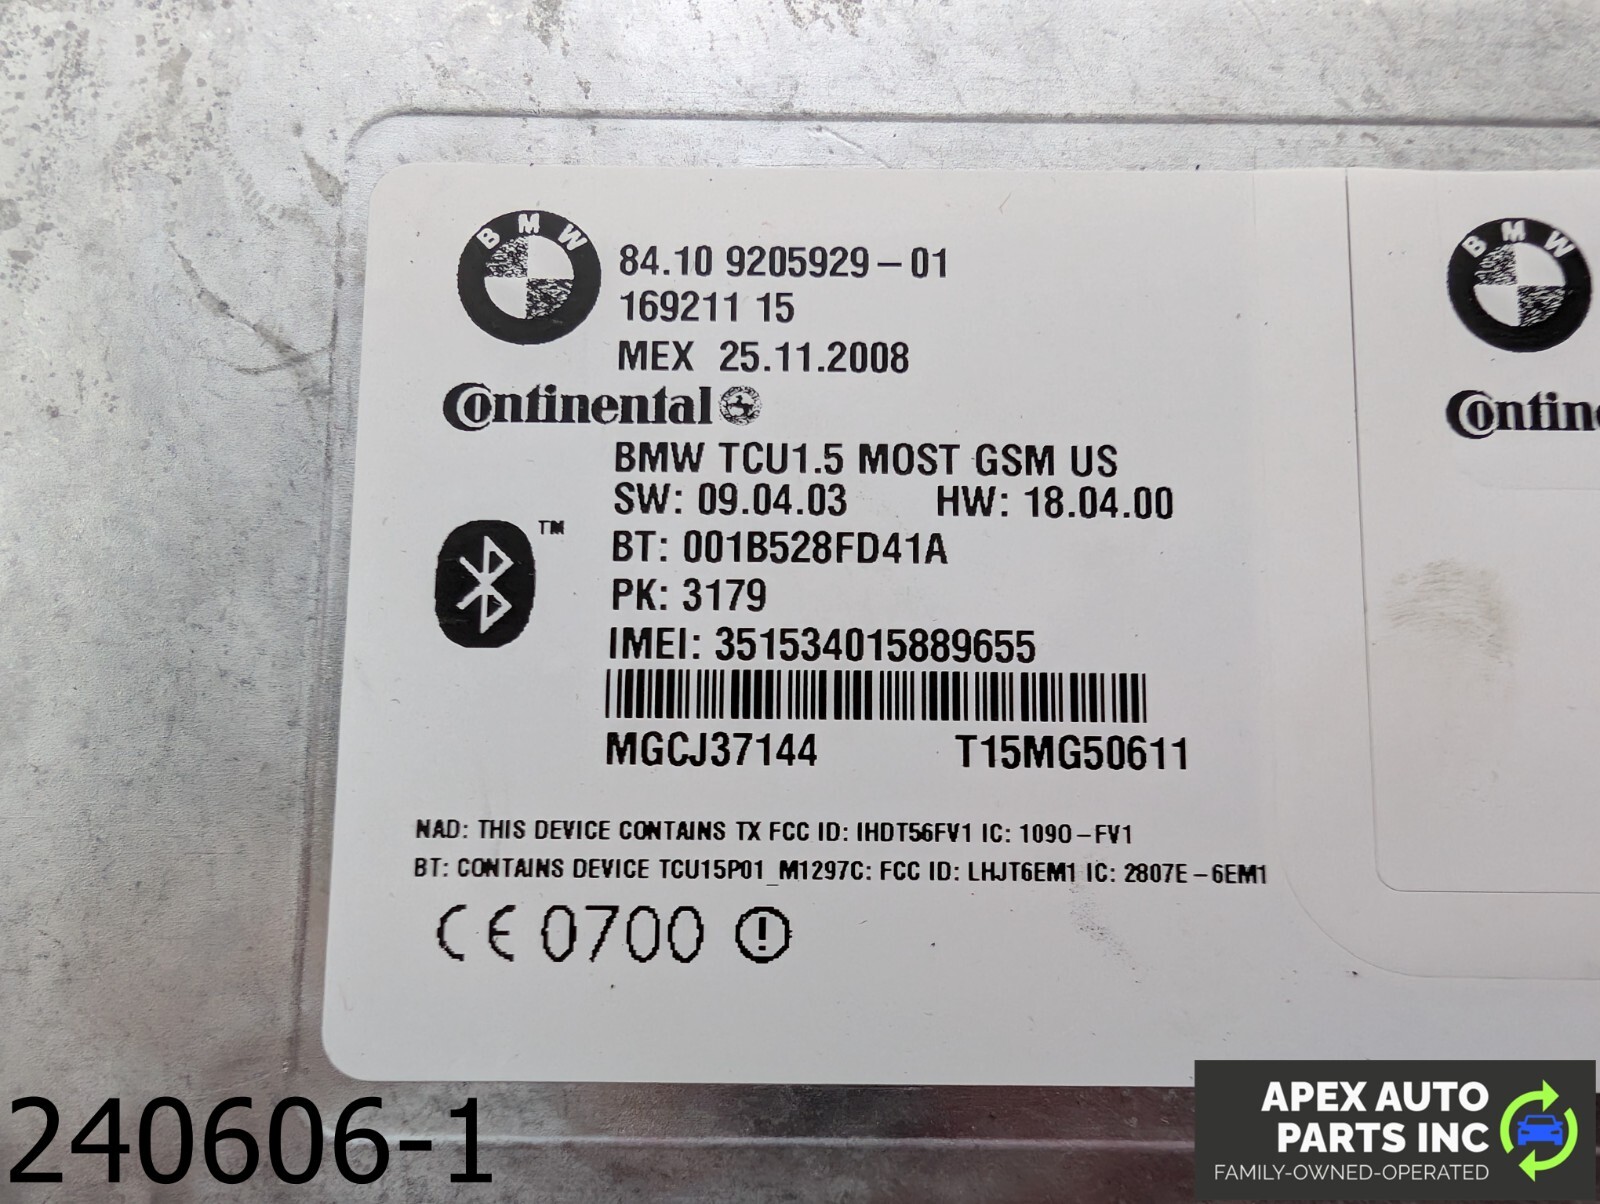 BMW
84.10 9205929-01
169211 15
MEX 25.11.2008
Continental
BMW TCU1.5 MOST GSM US
SW: 09.04.03 HW: 18.04.00
TM
BT: 001B528FD41A
PK: 3179
IMEI: 351534015889655
MGCJ37144 T15MG50611
NAD: THIS DEVICE CONTAINS TX FCC ID: IHDT56FV1 IC: 1090-FV1
BT: CONTAINS DEVICE TCU15P01_M1297C: FCC ID: LHJT6EM1 IC: 2807E-6EM1
CE 0700
BMW
Contin
240606-1
APEX AUTO
PARTS INC
FAMILY-OWNED-OPERATED